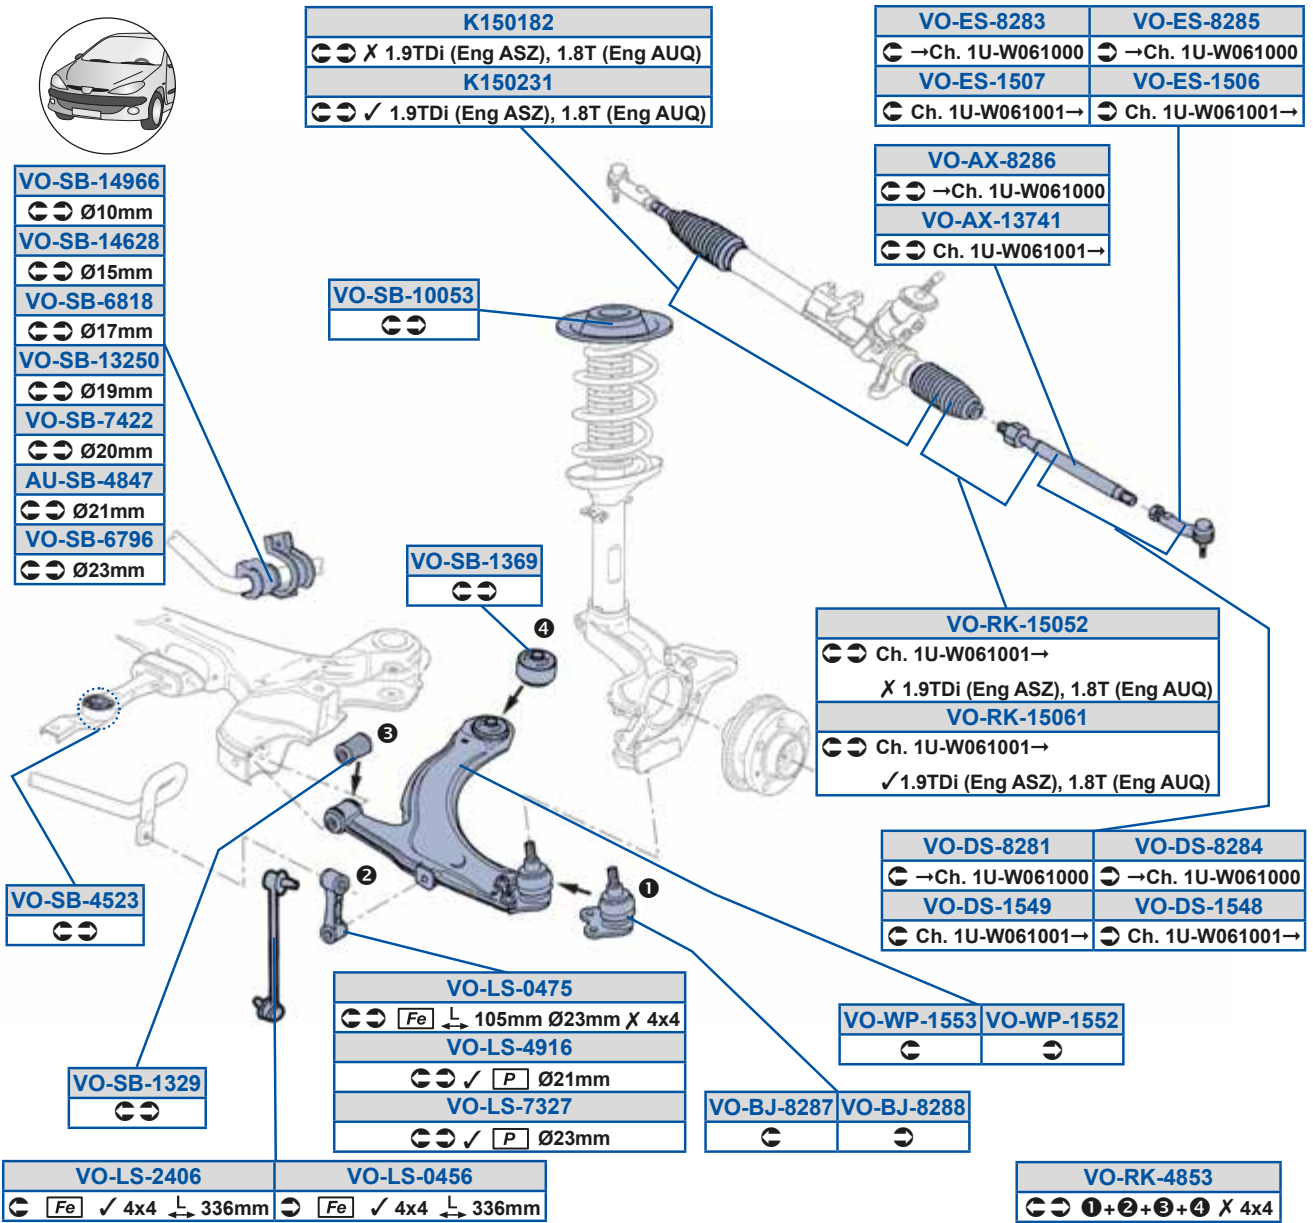 K150182
✗ 1.9TDi (Eng ASZ), 1.8T (Eng AUQ)
K150231
✓ 1.9TDi (Eng ASZ), 1.8T (Eng AUQ)
VO-ES-8283 VO-ES-8285
→Ch. 1U-W061000 →Ch. 1U-W061000
VO-ES-1507 VO-ES-1506
Ch. 1U-W061001→ Ch. 1U-W061001→
VO-AX-8286
→Ch. 1U-W061000
VO-AX-13741
Ch. 1U-W061001→
VO-SB-14966
Ø10mm
VO-SB-14628
Ø15mm
VO-SB-6818
Ø17mm
VO-SB-13250
Ø19mm
VO-SB-7422
Ø20mm
AU-SB-4847
Ø21mm
VO-SB-6796
Ø23mm
VO-SB-10053
VO-SB-1369
❹
❸
❷
❶
VO-RK-15052
Ch. 1U-W061001→
✗ 1.9TDi (Eng ASZ), 1.8T (Eng AUQ)
VO-RK-15061
Ch. 1U-W061001→
✓ 1.9TDi (Eng ASZ), 1.8T (Eng AUQ)
VO-DS-8281 VO-DS-8284
→Ch. 1U-W061000 →Ch. 1U-W061000
VO-DS-1549 VO-DS-1548
Ch. 1U-W061001→ Ch. 1U-W061001→
VO-SB-4523
VO-LS-0475
Fe L 105mm Ø23mm ✗ 4x4
VO-LS-4916
✓ P Ø21mm
VO-LS-7327
✓ P Ø23mm
VO-WP-1553 VO-WP-1552
VO-SB-1329
VO-BJ-8287 VO-BJ-8288
VO-LS-2406 VO-LS-0456
Fe ✓ 4x4 L 336mm Fe ✓ 4x4 L 336mm
VO-RK-4853
❶+❷+❸+❹ ✗ 4x4